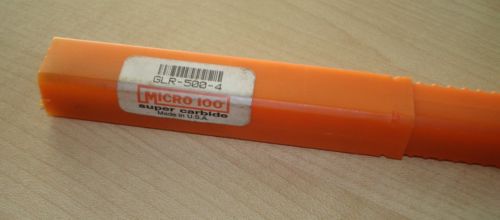 GLR-500-4
MICRO 100
super carbide
Made in U.S.A.